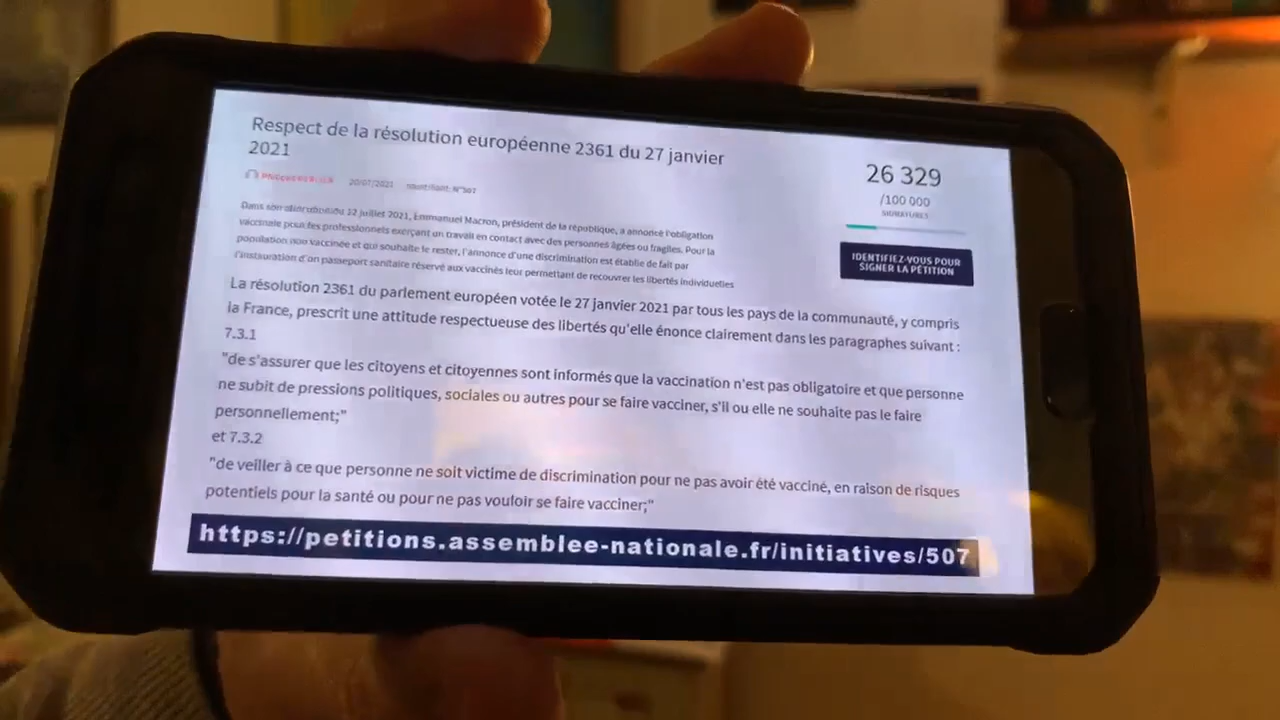 Respect de la résolution européenne 2361 du 27 janvier
2021
26 329
/100 000
SIGNATURES
20/07/2021 Identifiant: N°507
Dans son du 12 juillet 2021, Emmanuel Macron, président de la république, a annoncé l'obligation
vaccinale pour les professionnels exerçant un travail en contact avec des personnes âgées ou fragiles. Pour la
population non vaccinée et qui souhaite le rester, l'annonce d'une discrimination est établie de fait par
l'instauration d'un passeport sanitaire réservé aux vaccinés leur permettant de recouvrer les libertés individuelles
IDENTIFIEZ-VOUS POUR
SIGNER LA PÉTITION
La résolution 2361 du parlement européen votée le 27 janvier 2021 par tous les pays de la communauté, y compris
la France, prescrit une attitude respectueuse des libertés qu'elle énonce clairement dans les paragraphes suivant :
7.3.1
"de s'assurer que les citoyens et citoyennes sont informés que la vaccination n'est pas obligatoire et que personne
ne subit de pressions politiques, sociales ou autres pour se faire vacciner, s'il ou elle ne souhaite pas le faire
personnellement;"
et 7.3.2
"de veiller à ce que personne ne soit victime de discrimination pour ne pas avoir été vacciné, en raison de risques
potentiels pour la santé ou pour ne pas vouloir se faire vacciner;"
https://petitions.assemblee-nationale.fr/initiatives/507